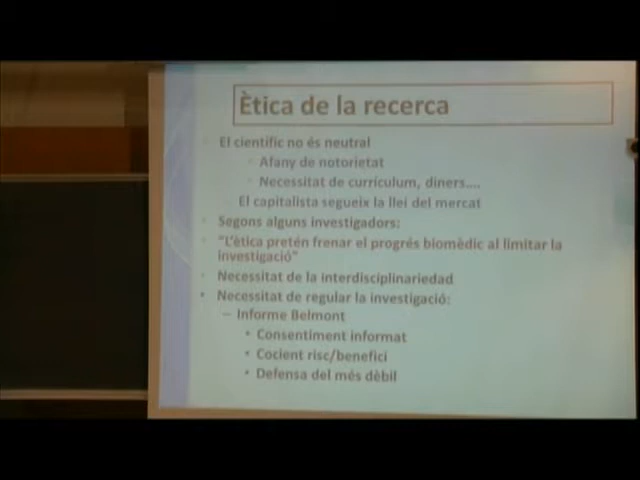 Ètica de la recerca
El científic no és neutral
Afany de notorietat
Necessitat de currículum, diners....
El capitalista segueix la llei del mercat
Segons alguns investigadors:
"L'ètica pretén frenar el progrés biomèdic al limitar la
investigació"
Necessitat de la interdisciplinariedad
Necessitat de regular la investigació:
– Informe Belmont
• Consentiment informat
• Cocient risc/benefici
• Defensa del més dèbil